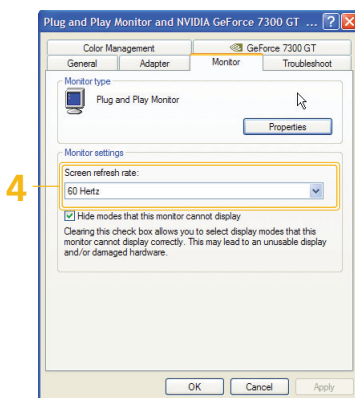 Plug and Play Monitor and NVIDIA GeForce 7300 GT ...
Color Management
GeForce 7300 GT
General
Adapter
Monitor
Troubleshoot
Monitor type
Plug and Play Monitor
Properties
Monitor settings
Screen refresh rate:
4
60 Hertz
Hide modes that this monitor cannot display
Clearing this check box allows you to select display modes that this
monitor cannot display correctly. This may lead to an unusable display
and/or damaged hardware.
OK
Cancel
Apply